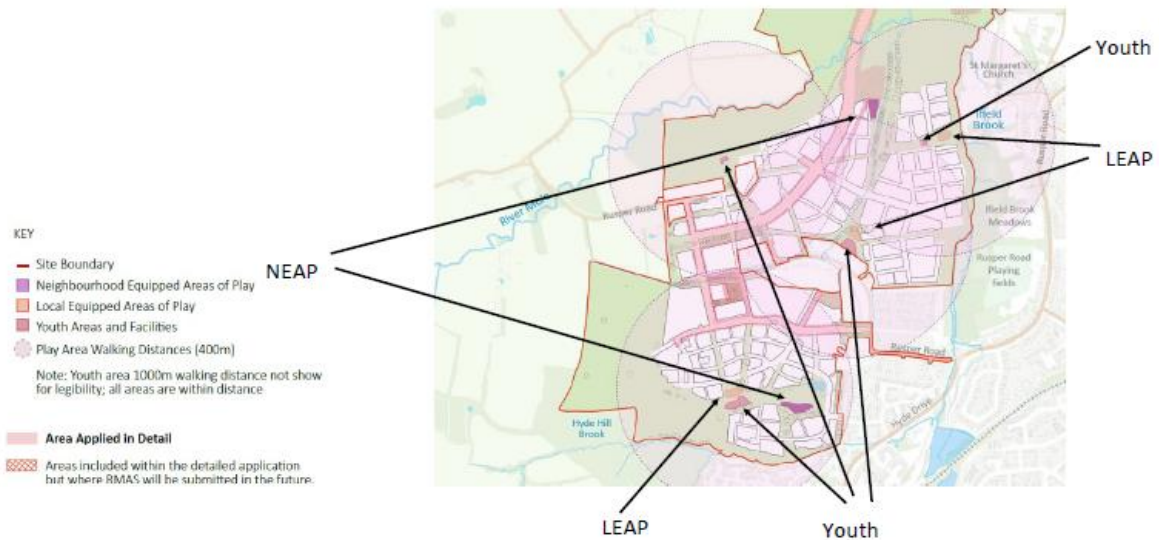 Youth
St Margaret's
Church
Ifield
Brook
Rusper Road
LEAP
River Mole
Rusper Road
Ifield Brook
Meadows
KEY
Site Boundary
NEAP
Rusper Road
Playing
fields
Neighbourhood Equipped Areas of Play
Local Equipped Areas of Play
Youth Areas and Facilities
Play Area Walking Distances (400m)
Rusper Road
Note: Youth area 1000m walking distance not show
for legibility; all areas are within distance
Hyde Drive
Hyde Hill
Brook
Area Applied in Detail
Areas included within the detailed application
but where RMAS will be submitted in the future.
LEAP
Youth